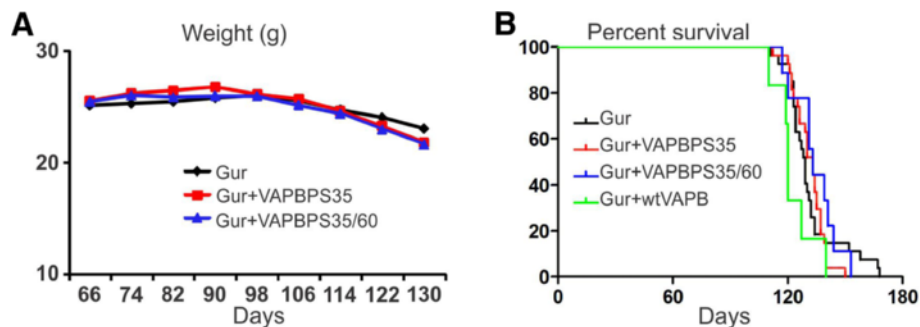 A
Weight (g)
30
20
10
Gur
Gur+VAPBPS35
Gur+VAPBPS35/60
66 74 82 90 98 106 114 122 130
Days
B
Percent survival
100
80
60
40
20
0
Gur
Gur+VAPBPS35
Gur+VAPBPS35/60
Gur+wtVAPB
0 60 120 180
Days